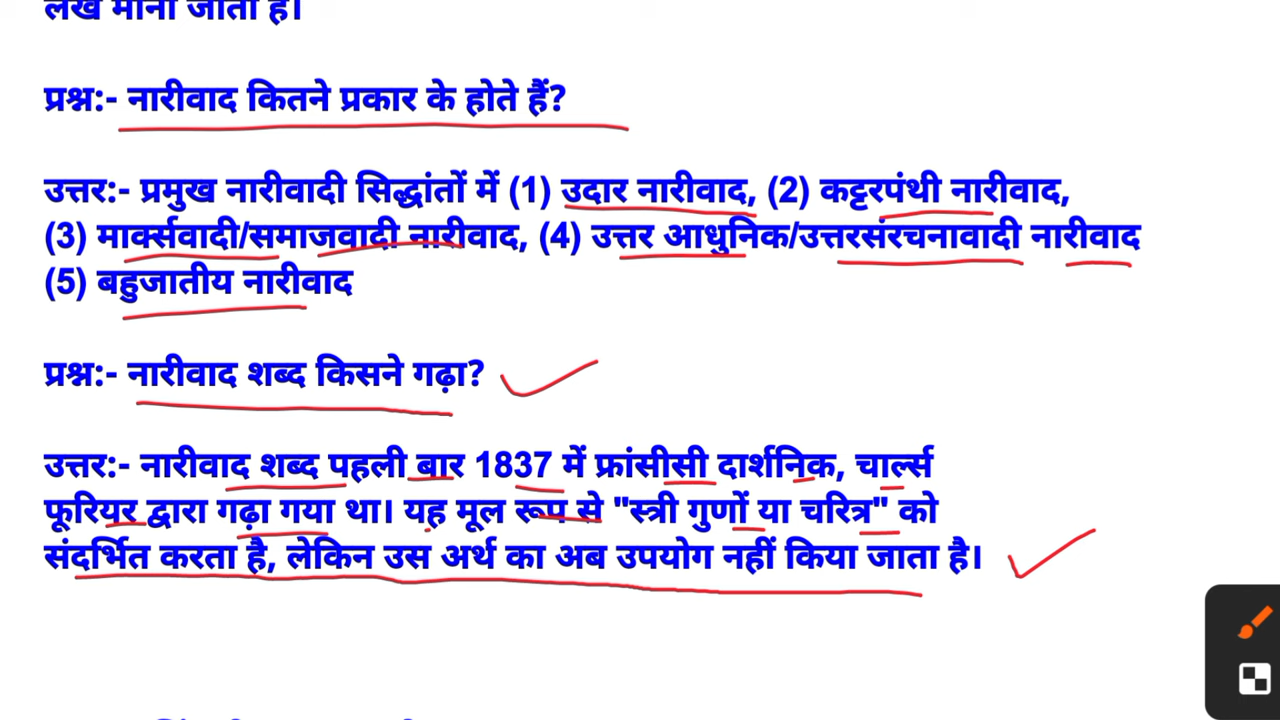 लेख माना जाता है।
प्रश्न:- नारीवाद कितने प्रकार के होते हैं?
उत्तर:- प्रमुख नारीवादी सिद्धांतों में (1) उदार नारीवाद, (2) कट्टरपंथी नारीवाद,
(3) मार्क्सवादी/समाजवादी नारीवाद, (4) उत्तर आधुनिक/उत्तरसंरचनावादी नारीवाद
(5) बहुजातीय नारीवाद
प्रश्न:- नारीवाद शब्द किसने गढ़ा?
उत्तर:- नारीवाद शब्द पहली बार 1837 में फ्रांसीसी दार्शनिक, चार्ल्स
फूरियर द्वारा गढ़ा गया था। यह मूल रूप से "स्त्री गुणों या चरित्र" को
संदर्भित करता है, लेकिन उस अर्थ का अब उपयोग नहीं किया जाता है।